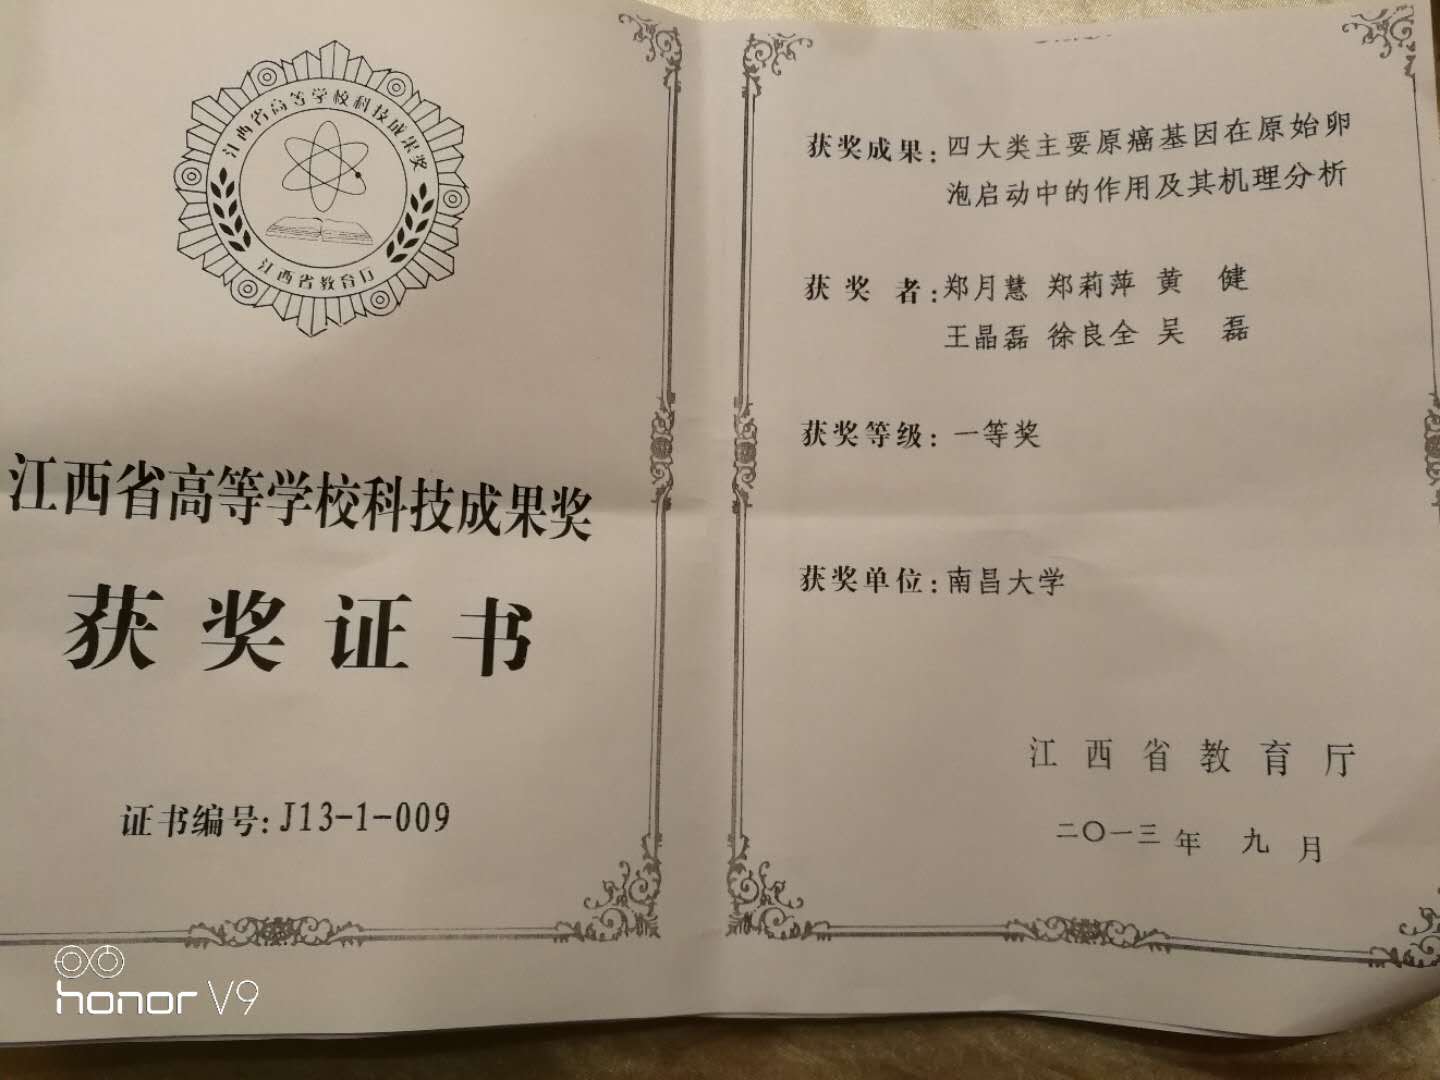 江西省高等学校科技成果奖
江西省教育厅
江西省高等学校科技成果奖
获奖证书
证书编号:J13-1-009
获奖成果:四大类主要原癌基因在原始卵
泡启动中的作用及其机理分析
获奖者:郑月慧 郑莉萍 黄健
王晶磊 徐良全 吴磊
获奖等级:一等奖
获奖单位:南昌大学
江西省教育厅
二〇一三年九月
honor V9